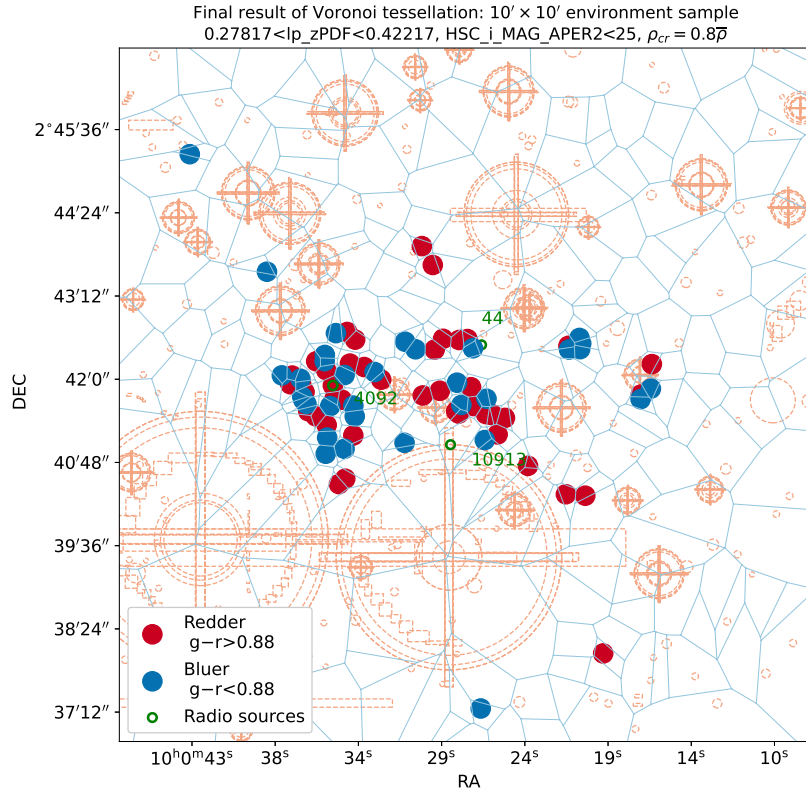 Final result of Voronoi tessellation: 10′ × 10′ environment sample
0.27817<lp_zPDF<0.42217, HSC_i_MAG_APER2<25, ρ_cr = 0.8ρ̅
DEC
2°45′36″
44′24″
43′12″
42′0″
40′48″
39′36″
38′24″
37′12″
44
4092
10913
Redder
g−r>0.88
Bluer
g−r<0.88
Radio sources
10ʰ0ᵐ43ˢ 38ˢ 34ˢ 29ˢ 24ˢ 19ˢ 14ˢ 10ˢ
RA